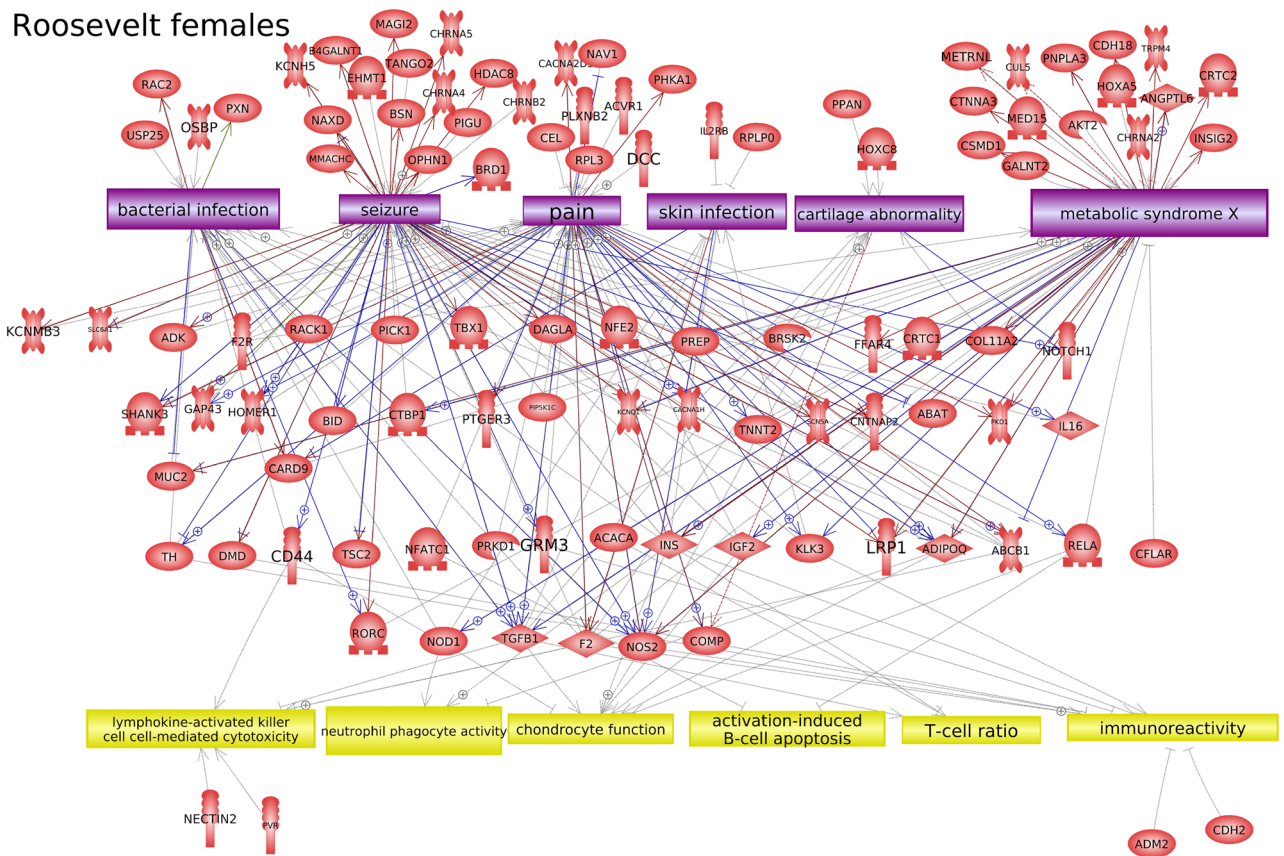 Roosevelt females
MAGI2
CHRNA5
B4GALNT1
KCNH5
TANGO2
EHMT1
CHRNA4
HDAC8
CHRNB2
NAXD
BSN
PIGU
MMACHC
OPHN1
BRD1
RAC2
PXN
OSBP
USP25
NAV1
PHKA1
ACVR1
PLXNB2
CEL
RPL3
DCC
IL2RB
RPLP0
PPAN
HOXC8
METRNL
CUL5
PNPLA3
CDH18
TRPM4
CRTC2
CTNNA3
HOXA5
ANGPTL6
MED15
AKT2
CHRNA2
CSMD1
GALNT2
INSIG2
bacterial infection
seizure
pain
skin infection
cartilage abnormality
metabolic syndrome X
KCNMB3
SLC6A1
ADK
F2R
RACK1
PICK1
TBX1
DAGLA
NFE2
PREP
BRSK2
FFAR4
CRTC1
COL11A2
NOTCH1
SHANK3
GAP43
HOMER1
BID
CTBP1
PTGER3
PIP5K1C
KCNQ1
CACNA1H
TNNT2
SCN5A
CNTNAP2
ABAT
PKD1
IL16
MUC2
CARD9
TH
DMD
CD44
TSC2
NFATC1
PRKD1
GRM3
ACACA
INS
IGF2
KLK3
LRP1
ADIPOQ
ABCB1
RELA
CFLAR
RORC
NOD1
TGFB1
F2
NOS2
COMP
lymphokine-activated killer
cell cell-mediated cytotoxicity
neutrophil phagocyte activity
chondrocyte function
activation-induced
B-cell apoptosis
T-cell ratio
immunoreactivity
NECTIN2
PVR
ADM2
CDH2